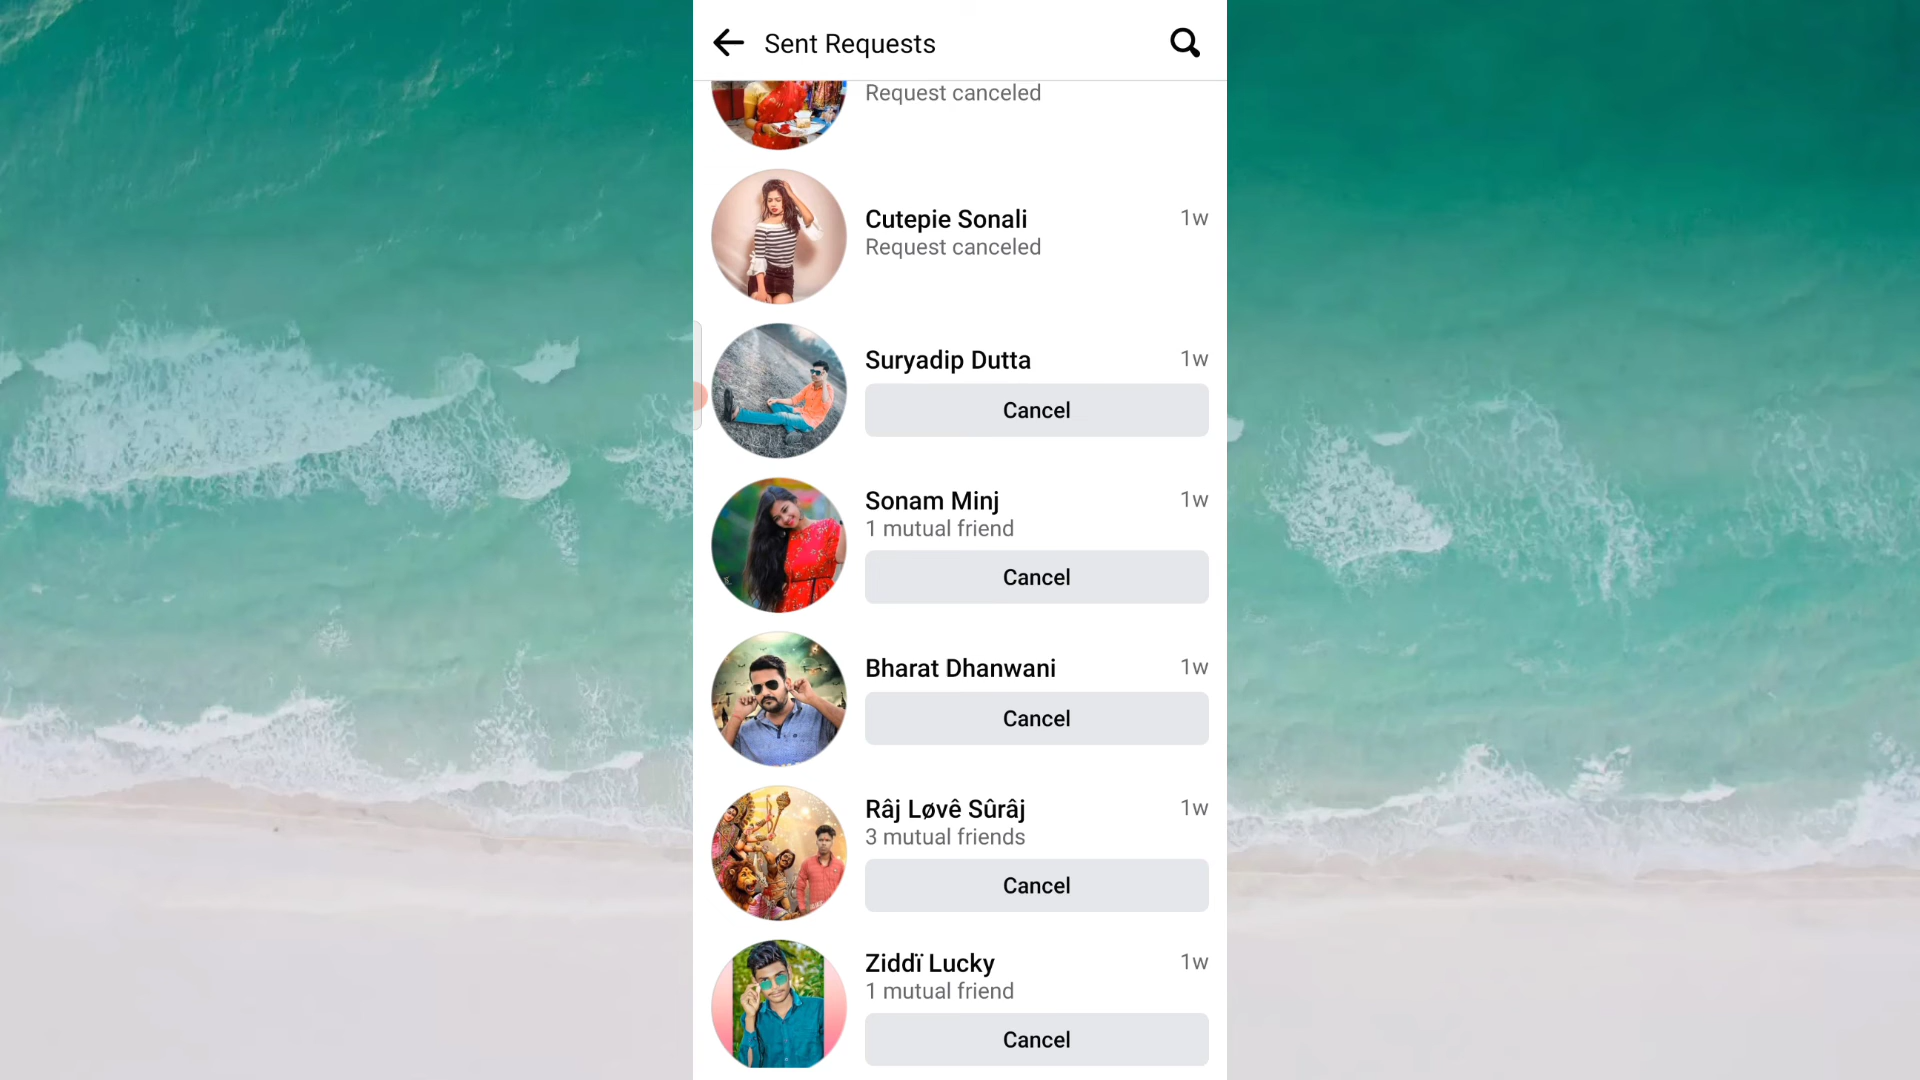 Sent Requests
Request canceled
Cutepie Sonali 1w
Request canceled
Suryadip Dutta 1w
Cancel
Sonam Minj 1w
1 mutual friend
Cancel
Bharat Dhanwani 1w
Cancel
Râj Løvê Sûrâj 1w
3 mutual friends
Cancel
Ziddï Lucky 1w
1 mutual friend
Cancel